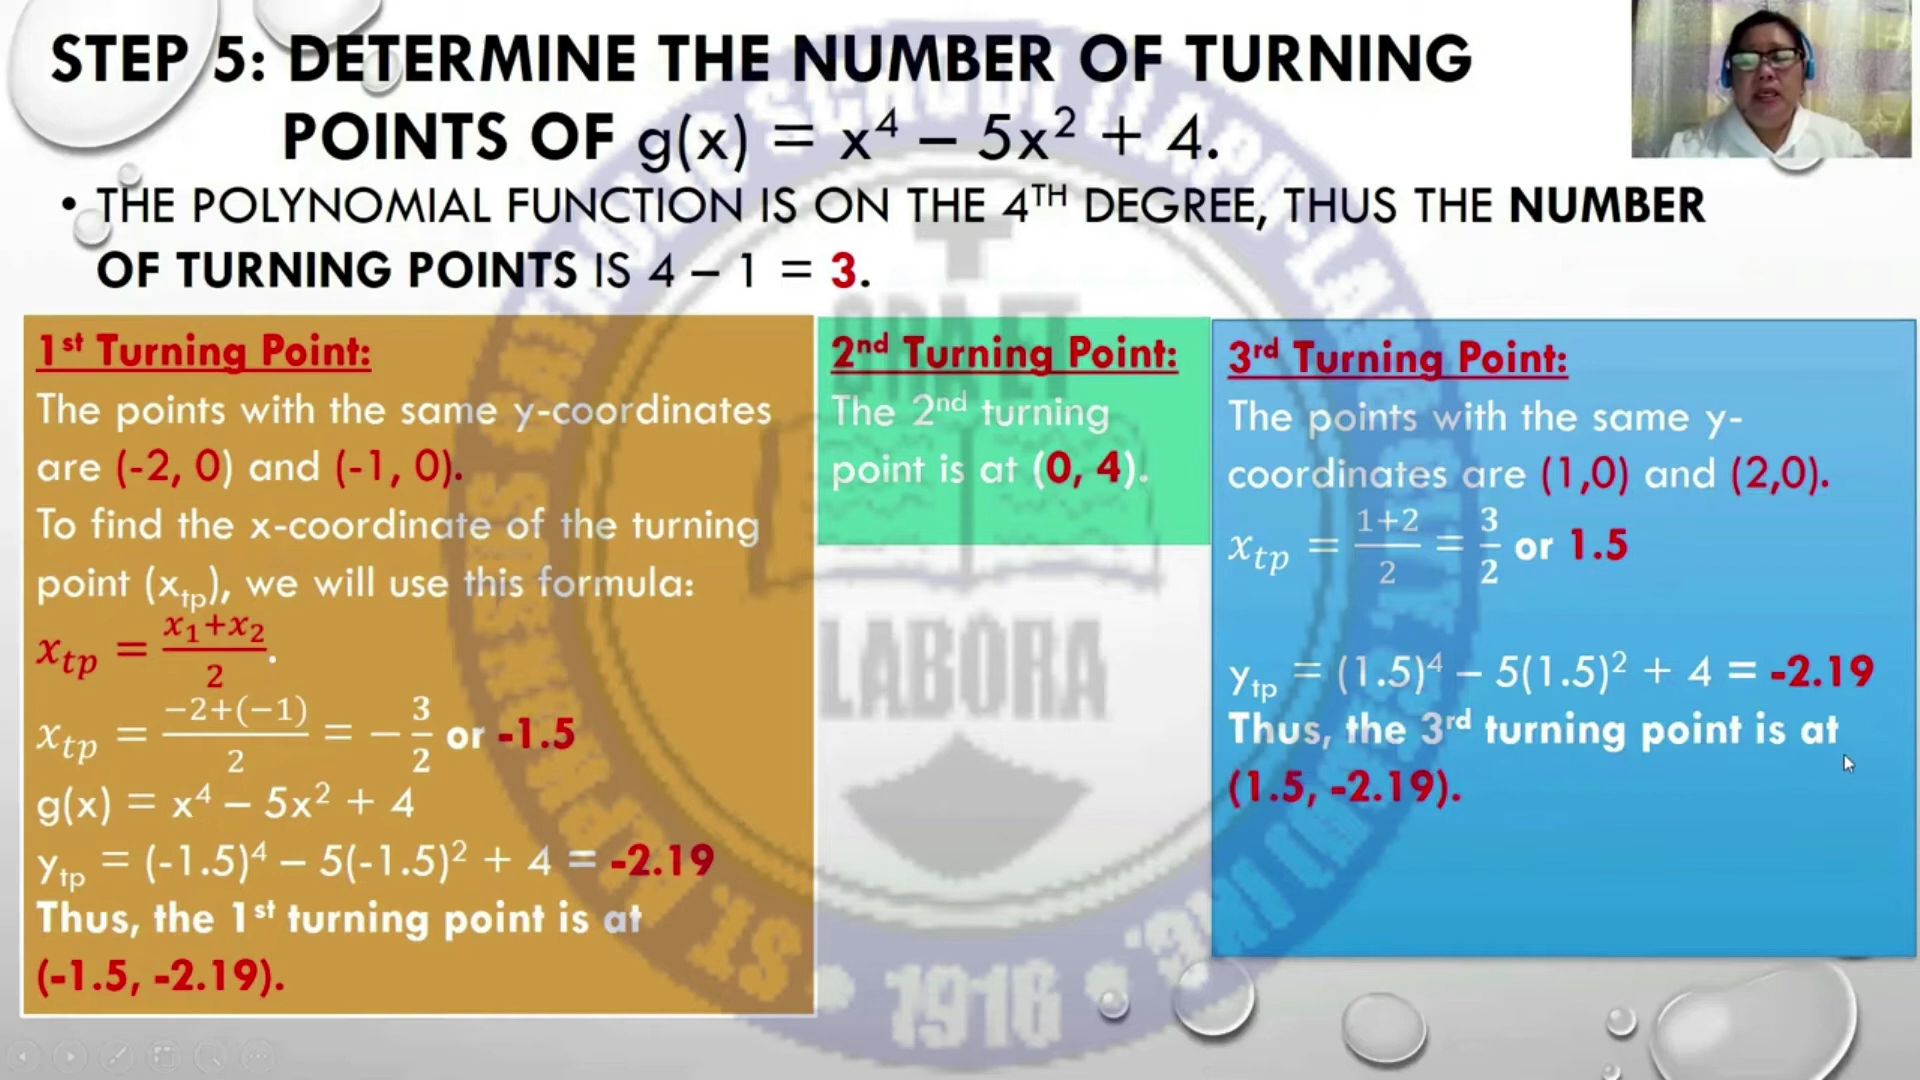 STEP 5: DETERMINE THE NUMBER OF TURNING
POINTS OF g(x) = x⁴ – 5x² + 4.
• THE POLYNOMIAL FUNCTION IS ON THE 4TH DEGREE, THUS THE NUMBER
OF TURNING POINTS IS 4 – 1 = 3.
1st Turning Point:
The points with the same y-coordinates
are (-2, 0) and (-1, 0).
To find the x-coordinate of the turning
point (xtp), we will use this formula:
xtp = (x₁+x₂)/2.
xtp = (−2+(−1))/2 = −3/2 or -1.5
g(x) = x⁴ – 5x² + 4
ytp = (-1.5)⁴ – 5(-1.5)² + 4 = -2.19
Thus, the 1st turning point is at
(-1.5, -2.19).
2nd Turning Point:
The 2nd turning
point is at (0, 4).
3rd Turning Point:
The points with the same y-
coordinates are (1,0) and (2,0).
xtp = (1+2)/2 = 3/2 or 1.5
ytp = (1.5)⁴ – 5(1.5)² + 4 = -2.19
Thus, the 3rd turning point is at
(1.5, -2.19).
ORA ET
LABORA
1916